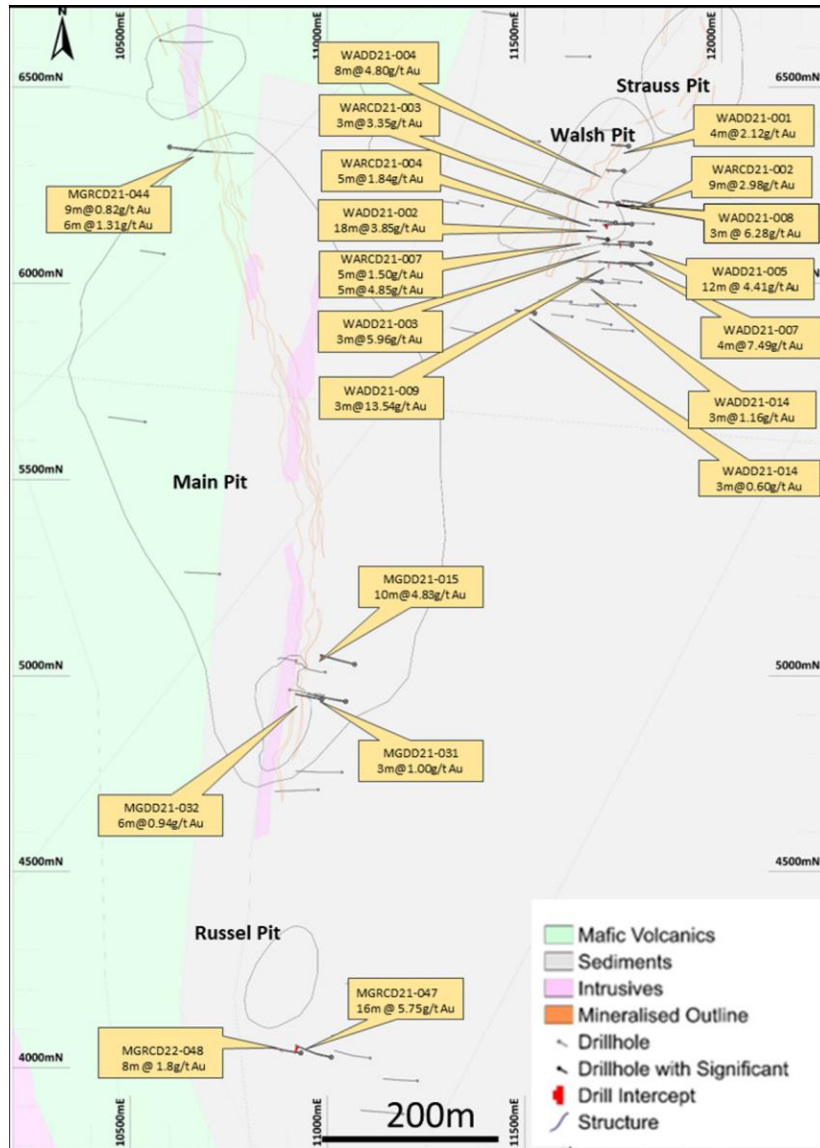 N
10500mE
11000mE
11500mE
12000mE
6500mN
6500mN
WADD21-004
8m@4.80g/t Au
Strauss Pit
WARCD21-003
3m@3.35g/t Au
Walsh Pit
WADD21-001
4m@2.12g/t Au
WARCD21-004
5m@1.84g/t Au
WARCD21-002
9m@2.98g/t Au
MGRCD21-044
9m@0.82g/t Au
6m@1.31g/t Au
WADD21-002
18m@3.85g/t Au
WADD21-008
3m@6.28g/t Au
WARCD21-007
5m@1.50g/t Au
5m@4.85g/t Au
6000mN
6000mN
WADD21-005
12m @ 4.41g/t Au
WADD21-003
3m@5.96g/t Au
WADD21-007
4m@7.49g/t Au
WADD21-009
3m@13.54g/t Au
WADD21-014
3m@1.16g/t Au
WADD21-014
3m@0.60g/t Au
5500mN
5500mN
Main Pit
MGDD21-015
10m@4.83g/t Au
5000mN
5000mN
MGDD21-031
3m@1.00g/t Au
MGDD21-032
6m@0.94g/t Au
4500mN
4500mN
Russel Pit
MGRCD21-047
16m @ 5.75g/t Au
MGRCD22-048
8m @ 1.8g/t Au
4000mN
10500mE
11000mE
11500mE
200m
Mafic Volcanics
Sediments
Intrusives
Mineralised Outline
Drillhole
Drillhole with Significant
Drill Intercept
Structure